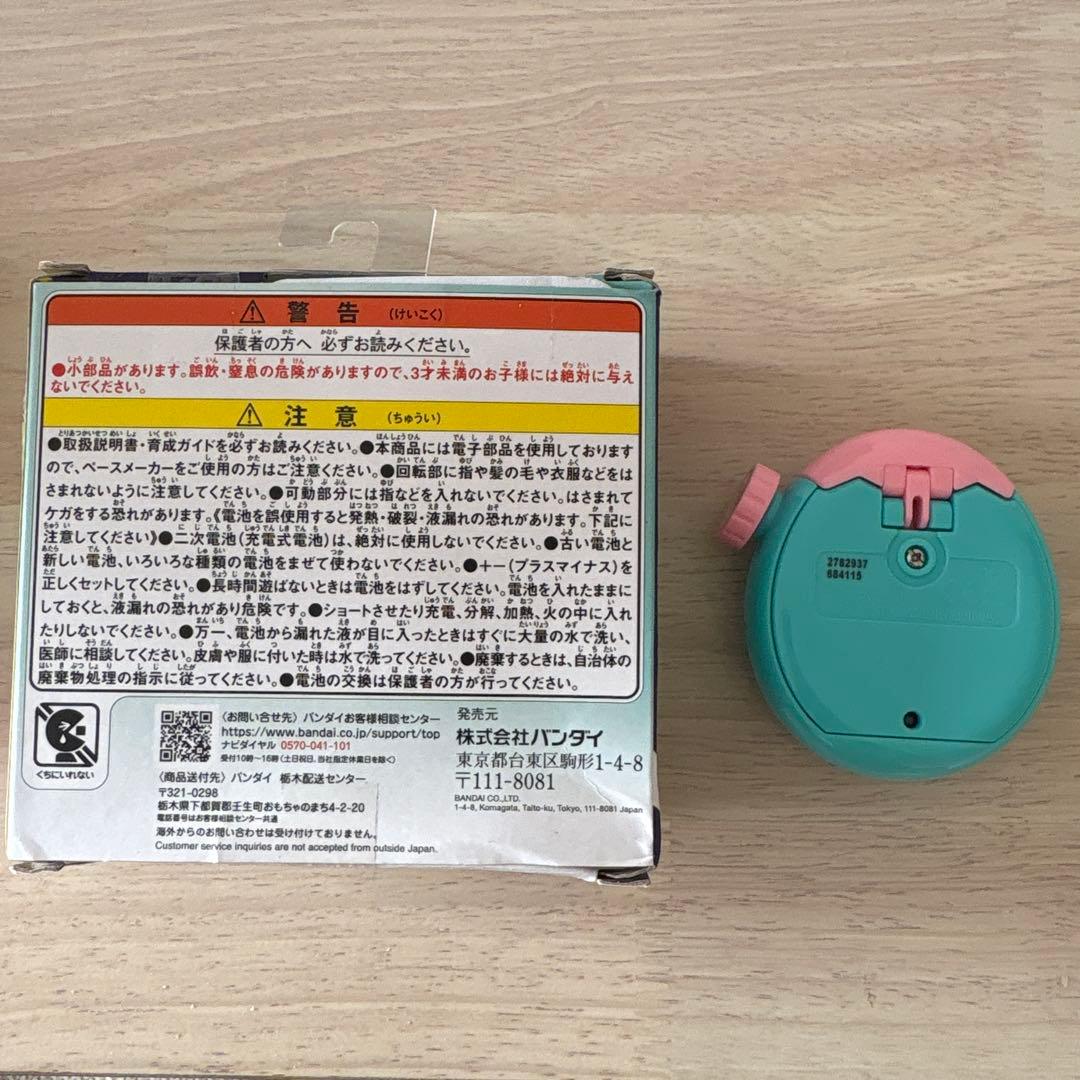 ⚠ 警告 (けいこく)
保護者の方へ 必ずお読みください。
●小部品があります。誤飲・窒息の危険がありますので、3才未満のお子様には絶対に与え
ないでください。
⚠ 注意 (ちゅうい)
●取扱説明書・育成ガイドを必ずお読みください。●本商品には電子部品を使用しております
ので、ペースメーカーをご使用の方はご注意ください。●回転部に指や髪の毛や衣服などをは
さまれないように注意してください。●可動部分には指などを入れないでください。はさまれて
ケガをする恐れがあります。《電池を誤使用すると発熱・破裂・液漏れの恐れがあります。下記に
注意してください》●二次電池(充電式電池)は、絶対に使用しないでください。●古い電池と
新しい電池、いろいろな種類の電池をまぜて使わないでください。●+−(プラスマイナス)を
正しくセットしてください。●長時間遊ばないときは電池をはずしてください。電池を入れたままに
しておくと、液漏れの恐れがあり危険です。●ショートさせたり充電、分解、加熱、火の中に入れ
たりしないでください。●万一、電池から漏れた液が目に入ったときはすぐに大量の水で洗い、
医師に相談してください。皮膚や服に付いた時は水で洗ってください。●廃棄するときは、自治体の
廃棄物処理の指示に従ってください。●電池の交換は保護者の方が行ってください。
くちにいれない
〈お問い合せ先〉バンダイお客様相談センター
https://www.bandai.co.jp/support/top
ナビダイヤル 0570-041-101
受付10時〜16時(土日祝日、当社指定休業日を除く)
〈商品送付先〉バンダイ 栃木配送センター
〒321-0298
栃木県下都賀郡壬生町おもちゃのまち4-2-20
電話番号はお客様相談センター共通
海外からのお問い合わせは受け付けておりません。
Customer service inquiries are not accepted from outside Japan.
発売元
株式会社バンダイ
東京都台東区駒形1-4-8
〒111-8081
BANDAI CO.,LTD.
1-4-8, Komagata, Taito-ku, Tokyo, 111-8081 Japan
2782937
684115